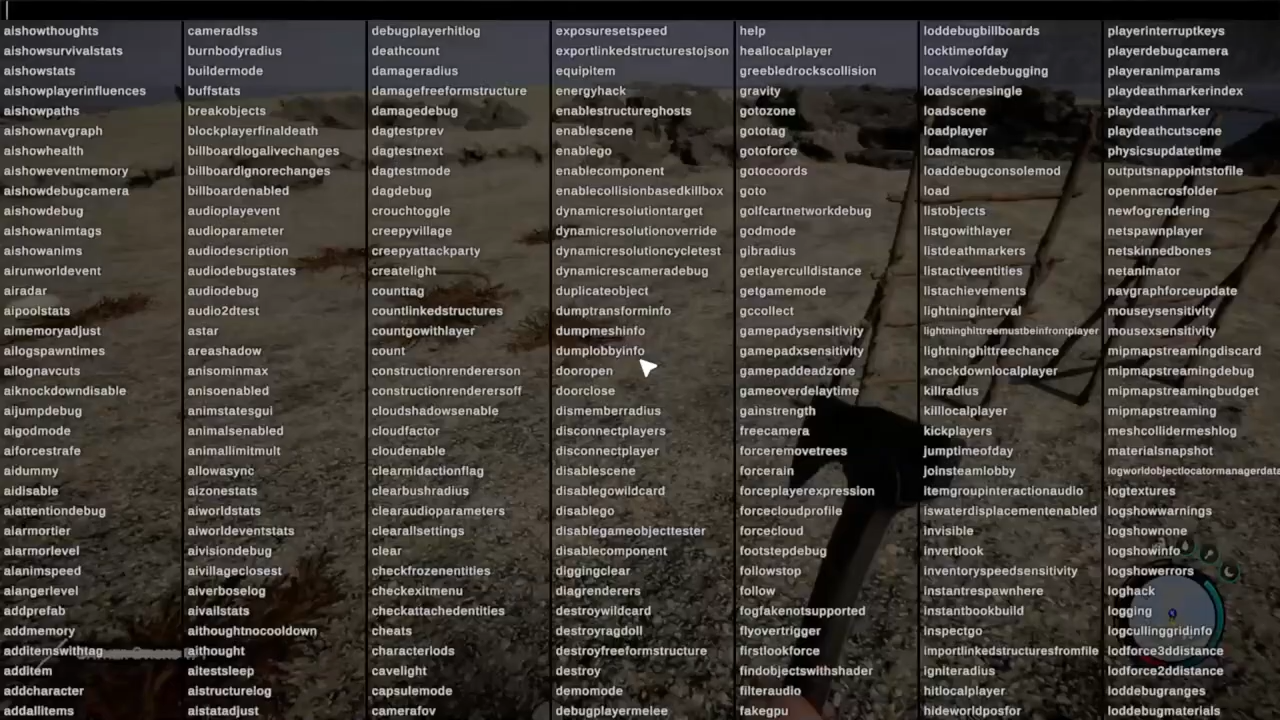 aishowthoughts
aishowsurvivalstats
aishowstats
aishowplayerinfluences
aishowpaths
aishownavgraph
aishowhealth
aishoweventmemory
aishowdebugcamera
aishowdebug
aishowanimtags
aishowanims
airunworldevent
airadar
aipoolstats
aimemoryadjust
ailogspawntimes
ailognavcuts
aiknockdowndisable
aijumpdebug
aigodmode
aiforcestrafe
aidummy
aidisable
aiattentiondebug
aiarmortier
aiarmorlevel
aianimspeed
aiangerlevel
addprefab
addmemory
additemswithtag
additem
addcharacter
addallitems
cameradlss
burnbodyradius
buildermode
buffstats
breakobjects
blockplayerfinaldeath
billboardlogalivechanges
billboardignorechanges
billboardenabled
audioplayevent
audioparameter
audiodescription
audiodebugstates
audiodebug
audio2dtest
astar
areashadow
anisominmax
anisoenabled
animstatesgui
animalsenabled
animallimitmult
allowasync
aizonestats
aiworldstats
aiworldeventstats
aivisiondebug
aivillageclosest
aiverboselog
aivailstats
aithoughtnocooldown
aithought
aitestsleep
aistructurelog
aistatadjust
debugplayerhitlog
deathcount
damageradius
damagefreeformstructure
damagedebug
dagtestprev
dagtestnext
dagtestmode
dagdebug
crouchtoggle
creepyvillage
creepyattackparty
createlight
counttag
countlinkedstructures
countgowithlayer
count
constructionrendererson
constructionrenderersoff
cloudshadowsenable
cloudfactor
cloudenable
clearmidactionflag
clearbushradius
clearaudioparameters
clearallsettings
clear
checkfrozenentities
checkexitmenu
checkattachedentities
cheats
characterlods
cavelight
capsulemode
camerafov
exposuresetspeed
exportlinkedstructurestojson
equipitem
energyhack
enablestructureghosts
enablescene
enablego
enablecomponent
enablecollisionbasedkillbox
dynamicresolutiontarget
dynamicresolutionoverride
dynamicresolutioncycletest
dynamicrescameradebug
duplicateobject
dumptransforminfo
dumpmeshinfo
dumplobbyinfo
dooropen
doorclose
dismemberradius
disconnectplayers
disconnectplayer
disablescene
disablegowildcard
disablego
disablegameobjecttester
disablecomponent
diggingclear
diagrenderers
destroywildcard
destroyragdoll
destroyfreeformstructure
destroy
demomode
debugplayermelee
help
heallocalplayer
greebledrockscollision
gravity
gotozone
gototag
gotoforce
gotocoords
goto
golfcartnetworkdebug
godmode
gibradius
getlayerculldistance
getgamemode
gccollect
gamepadysensitivity
gamepadxsensitivity
gamepaddeadzone
gameoverdelaytime
gainstrength
freecamera
forceremovetrees
forcerain
forceplayerexpression
forcecloudprofile
forcecloud
footstepdebug
followstop
follow
fogfakenotsupported
flyovertrigger
firstlookforce
findobjectswithshader
filteraudio
fakegpu
loddebugbillboards
locktimeofday
localvoicedebugging
loadscenesingle
loadscene
loadplayer
loadmacros
loaddebugconsolemod
load
listobjects
listgowithlayer
listdeathmarkers
listactiveentities
listachievements
lightninginterval
lightninghittreemustbeinfrontplayer
lightninghittreechance
knockdownlocalplayer
killradius
killlocalplayer
kickplayers
jumptimeofday
joinsteamlobby
itemgroupinteractionaudio
iswaterdisplacementenabled
invisible
invertlook
inventoryspeedsensitivity
instantrespawnhere
instantbookbuild
inspectgo
importlinkedstructuresfromfile
igniteradius
hitlocalplayer
hideworldposfor
playerinterruptkeys
playerdebugcamera
playeranimparams
playdeathmarkerindex
playdeathmarker
playdeathcutscene
physicsupdatetime
outputsnappointstofile
openmacrosfolder
newfogrendering
netspawnplayer
netskinnedbones
netanimator
navgraphforceupdate
mouseysensitivity
mousexsensitivity
mipmapstreamingdiscard
mipmapstreamingdebug
mipmapstreamingbudget
mipmapstreaming
meshcollidermeshlog
materialsnapshot
logworldobjectlocatormanagerdata
logtextures
logshowwarnings
logshownone
logshowinfo
logshowerrors
loghack
logging
logcullinggridinfo
lodforce3ddistance
lodforce2ddistance
loddebugranges
loddebugmaterials